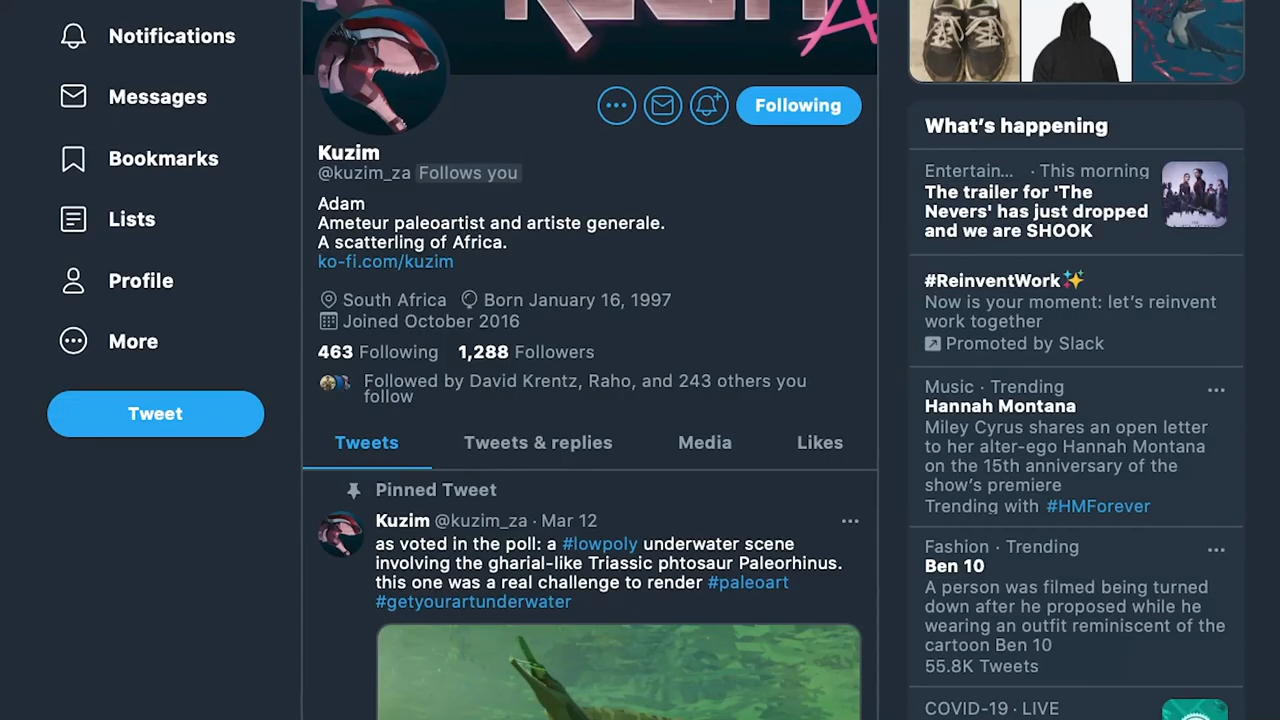 Notifications
Messages
Bookmarks
Lists
Profile
More
Tweet
Following
Kuzim
@kuzim_za Follows you
Adam
Ameteur paleoartist and artiste generale.
A scatterling of Africa.
ko-fi.com/kuzim
South Africa Born January 16, 1997
Joined October 2016
463 Following 1,288 Followers
Followed by David Krentz, Raho, and 243 others you
follow
Tweets Tweets & replies Media Likes
Pinned Tweet
Kuzim @kuzim_za · Mar 12
as voted in the poll: a #lowpoly underwater scene
involving the gharial-like Triassic phtosaur Paleorhinus.
this one was a real challenge to render #paleoart
#getyourartunderwater
What's happening
Entertain... · This morning
The trailer for 'The
Nevers' has just dropped
and we are SHOOK
#ReinventWork✨
Now is your moment: let's reinvent
work together
Promoted by Slack
Music · Trending
Hannah Montana
Miley Cyrus shares an open letter
to her alter-ego Hannah Montana
on the 15th anniversary of the
show's premiere
Trending with #HMForever
Fashion · Trending
Ben 10
A person was filmed being turned
down after he proposed while he
wearing an outfit reminiscent of the
cartoon Ben 10
55.8K Tweets
COVID-19 · LIVE